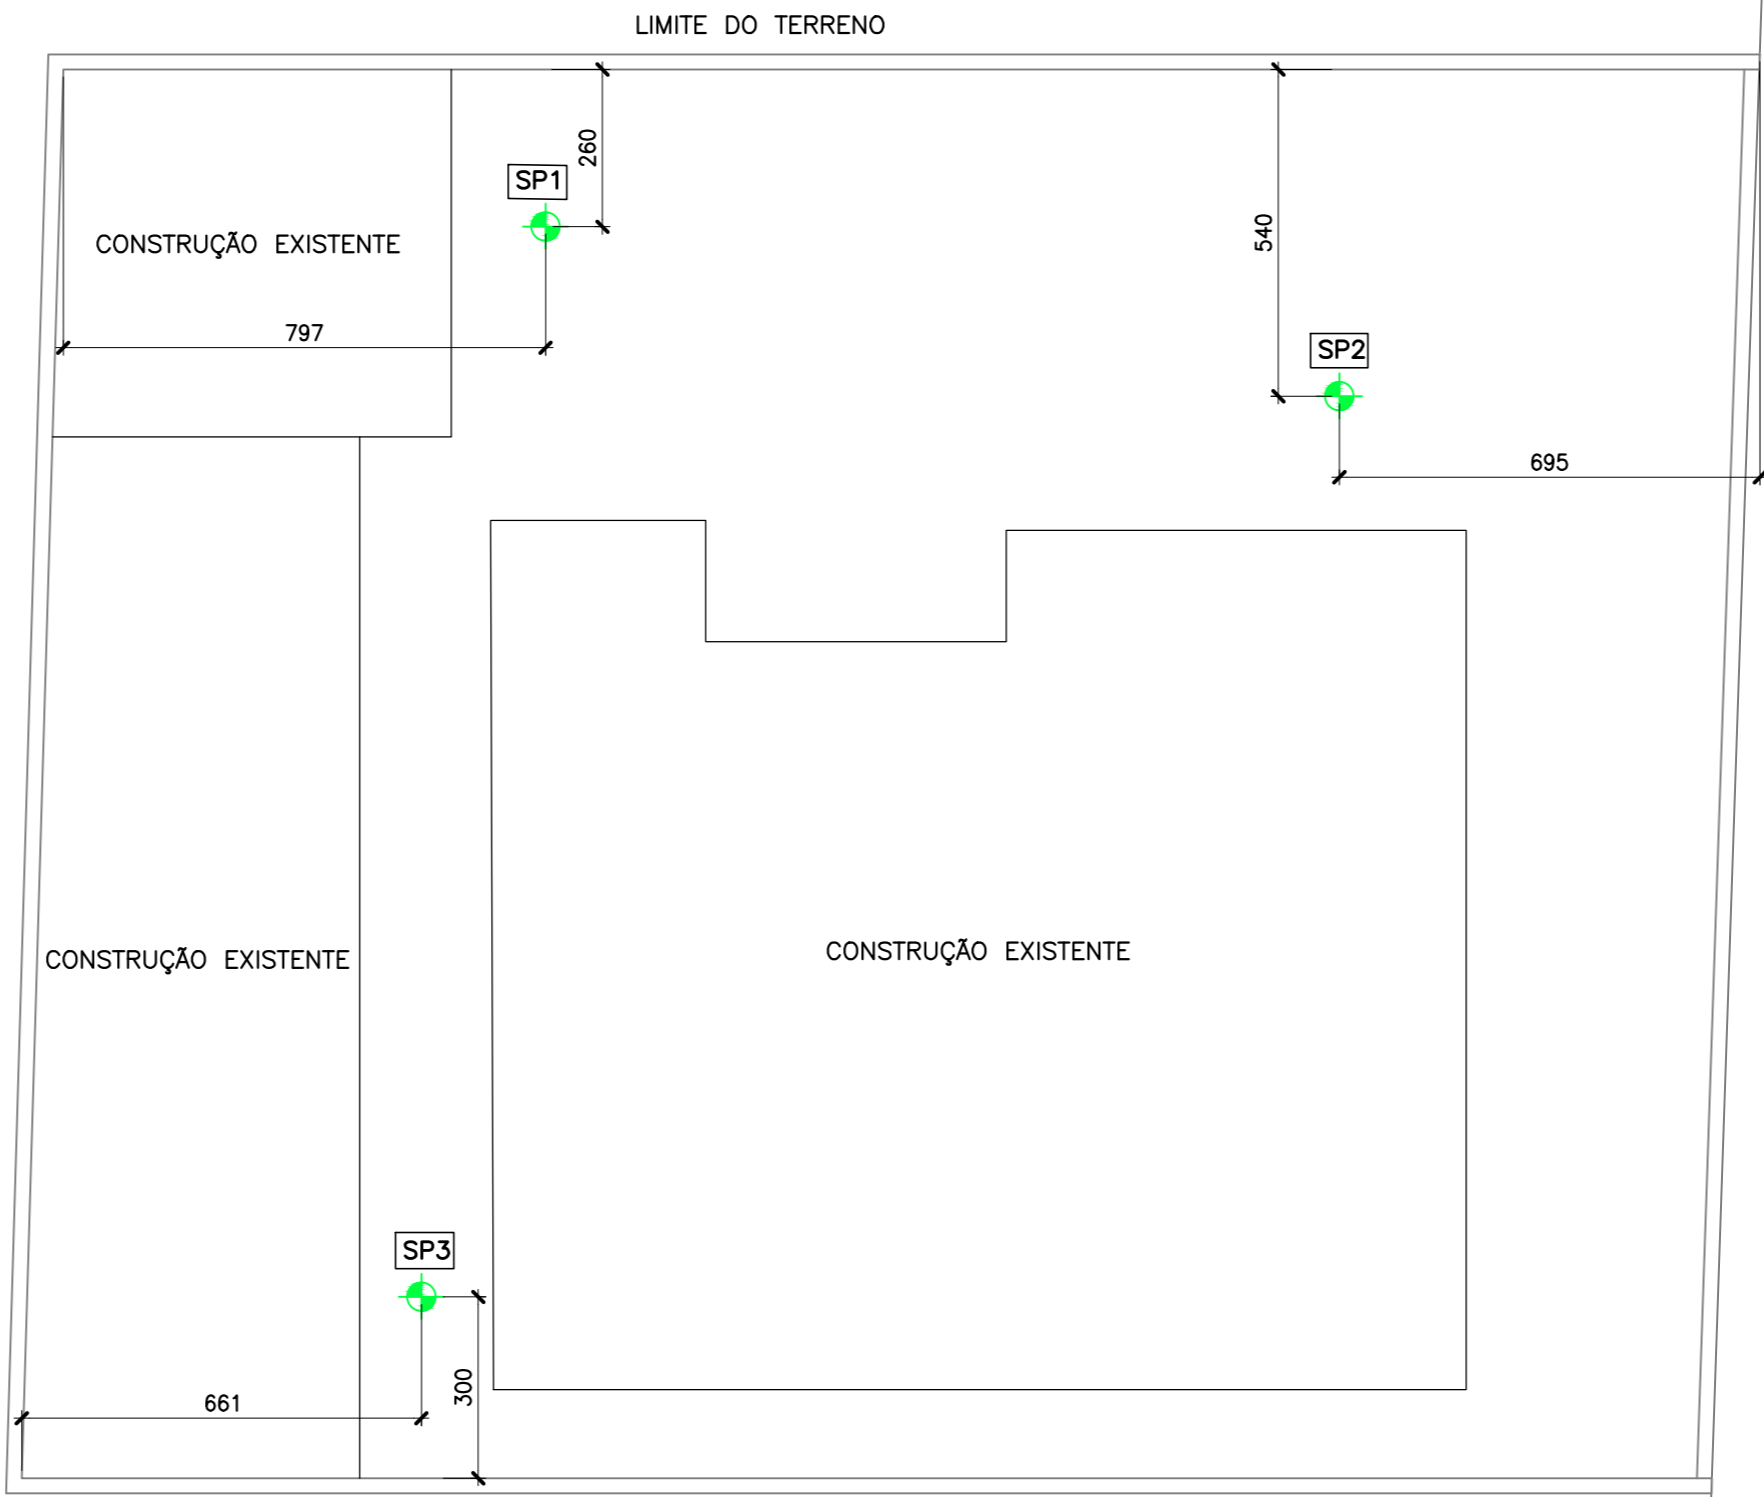 LIMITE DO TERRENO
260
SP1
540
CONSTRUÇÃO EXISTENTE
797
SP2
695
CONSTRUÇÃO EXISTENTE
CONSTRUÇÃO EXISTENTE
SP3
300
661